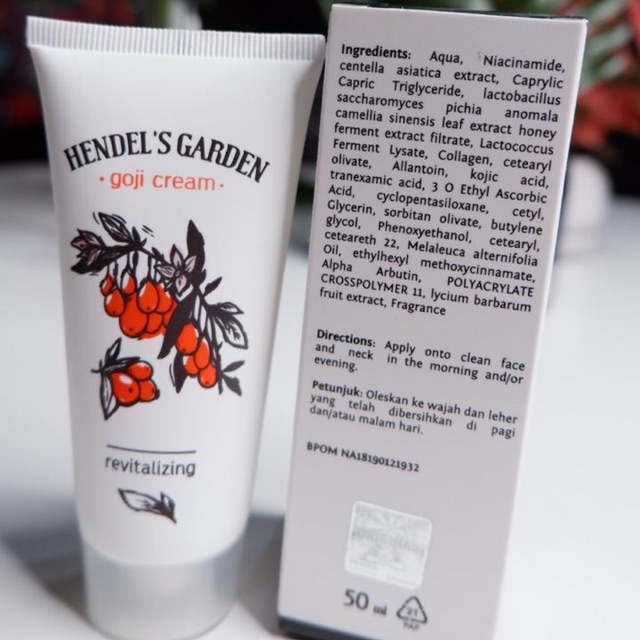 HENDEL'S GARDEN
• goji cream •
revitalizing
Ingredients: Aqua, Niacinamide,
centella asiatica extract, Caprylic
Capric Triglyceride, lactobacillus
saccharomyces pichia anomala
camellia sinensis leaf extract honey
ferment extract filtrate, Lactococcus
Ferment Lysate, Collagen, cetearyl
olivate, Allantoin, kojic acid,
tranexamic acid, 3 O Ethyl Ascorbic
Acid, cyclopentasiloxane, cetyl,
Glycerin, sorbitan olivate, butylene
glycol, Phenoxyethanol, cetearyl,
ceteareth 22, Melaleuca alternifolia
Oil, ethylhexyl methoxycinnamate,
Alpha Arbutin, POLYACRYLATE
CROSSPOLYMER 11, lycium barbarum
fruit extract, Fragrance
Directions: Apply onto clean face
and neck in the morning and/or
evening.
Petunjuk: Oleskan ke wajah dan leher
yang telah dibersihkan di pagi
dan/atau malam hari.
BPOM NA18190121932
50 ml
21
PAP